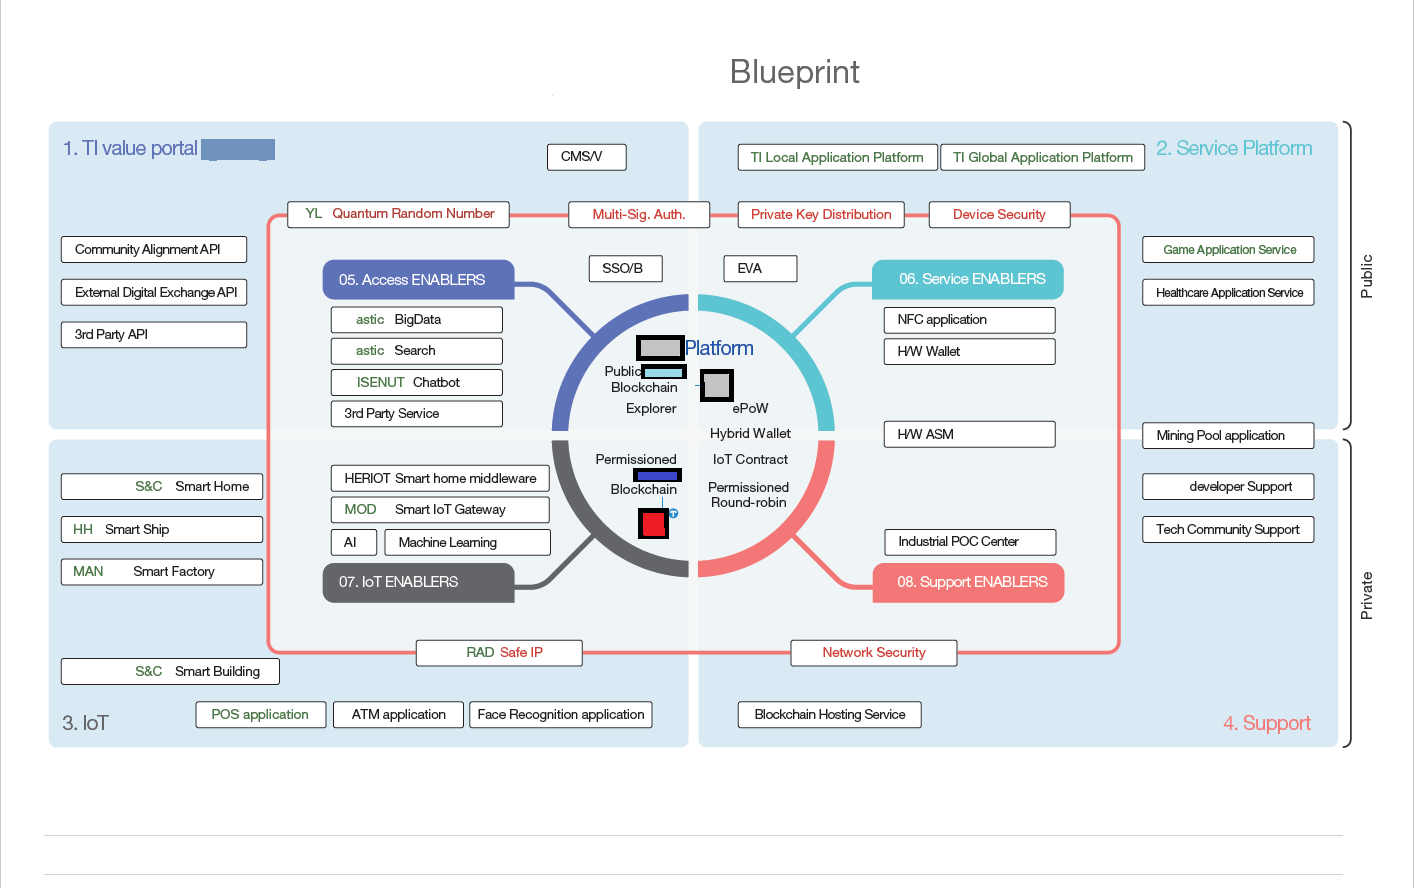 Blueprint
1. TI value portal
CMS/V
TI Local Application Platform
TI Global Application Platform
2. Service Platform
YL Quantum Random Number
Multi-Sig. Auth.
Private Key Distribution
Device Security
Community Alignment API
External Digital Exchange API
3rd Party API
SSO/B
EVA
Game Application Service
Healthcare Application Service
Public
05. Access ENABLERS
astic BigData
astic Search
ISENUT Chatbot
3rd Party Service
06. Service ENABLERS
NFC application
H/W Wallet
H/W ASM
Platform
Public
Blockchain
Explorer
ePoW
Hybrid Wallet
Permissioned
Blockchain
IoT Contract
Permissioned
Round-robin
Mining Pool application
developer Support
Tech Community Support
Private
S&C Smart Home
HH Smart Ship
MAN Smart Factory
HERIOT Smart home middleware
MOD Smart IoT Gateway
AI
Machine Learning
07. IoT ENABLERS
Industrial POC Center
08. Support ENABLERS
RAD Safe IP
Network Security
S&C Smart Building
3. IoT
POS application
ATM application
Face Recognition application
Blockchain Hosting Service
4. Support